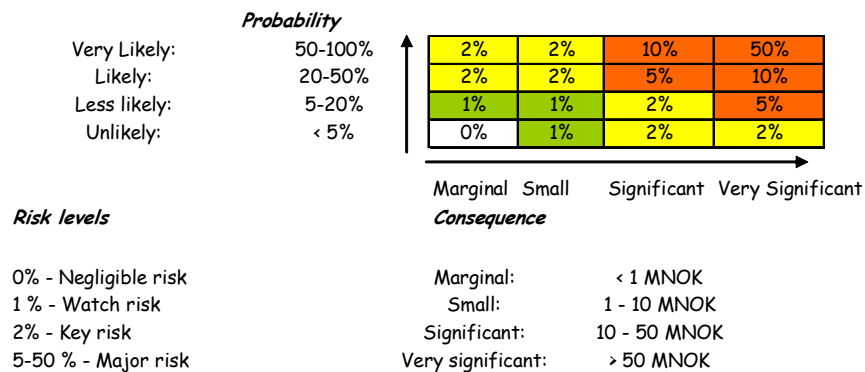 Probability
Very Likely: 50-100% 2% 2% 10% 50%
Likely: 20-50% 2% 2% 5% 10%
Less likely: 5-20% 1% 1% 2% 5%
Unlikely: < 5% 0% 1% 2% 2%
Marginal Small Significant Very Significant
Risk levels Consequence
0% - Negligible risk Marginal: < 1 MNOK
1 % - Watch risk Small: 1 - 10 MNOK
2% - Key risk Significant: 10 - 50 MNOK
5-50 % - Major risk Very significant: > 50 MNOK